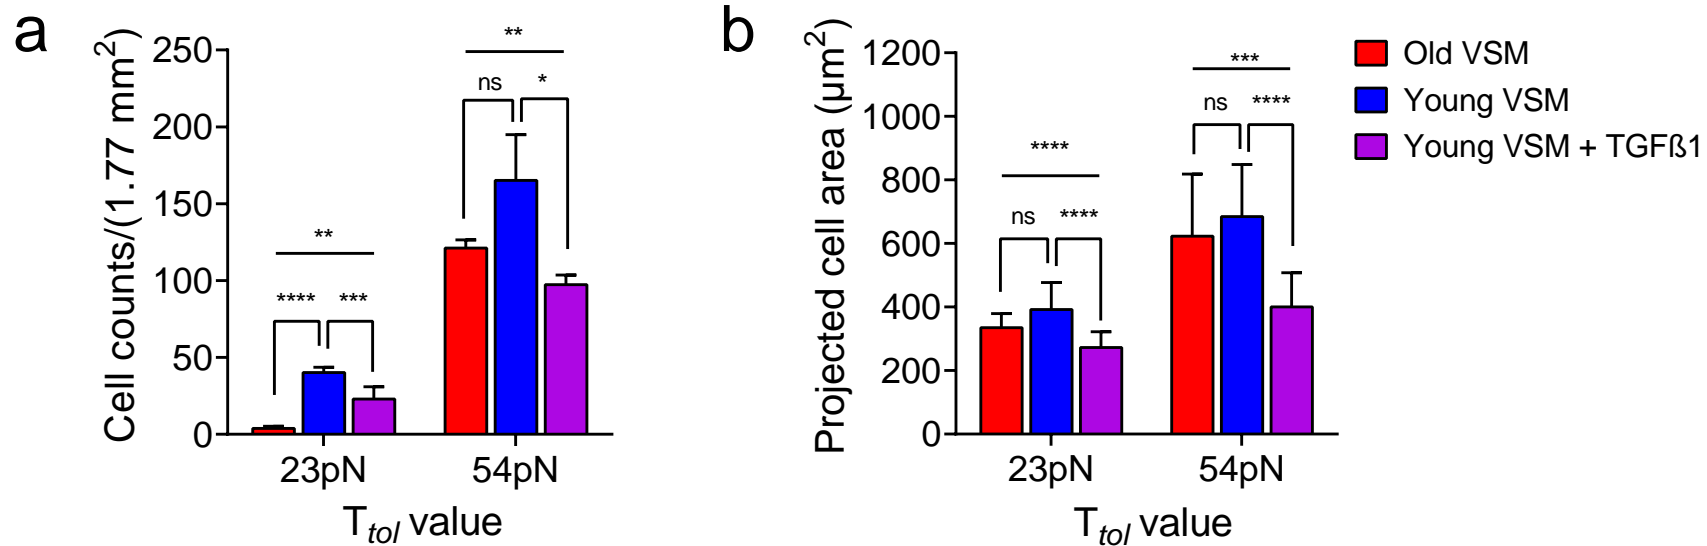 a
Cell counts/(1.77 mm²)
250
200
150
100
50
0
**
ns
*
**
****
***
23pN
54pN
T_tol value
b
Projected cell area (µm²)
1200
1000
800
600
400
200
0
***
ns
****
****
ns
****
23pN
54pN
T_tol value
Old VSM
Young VSM
Young VSM + TGFß1